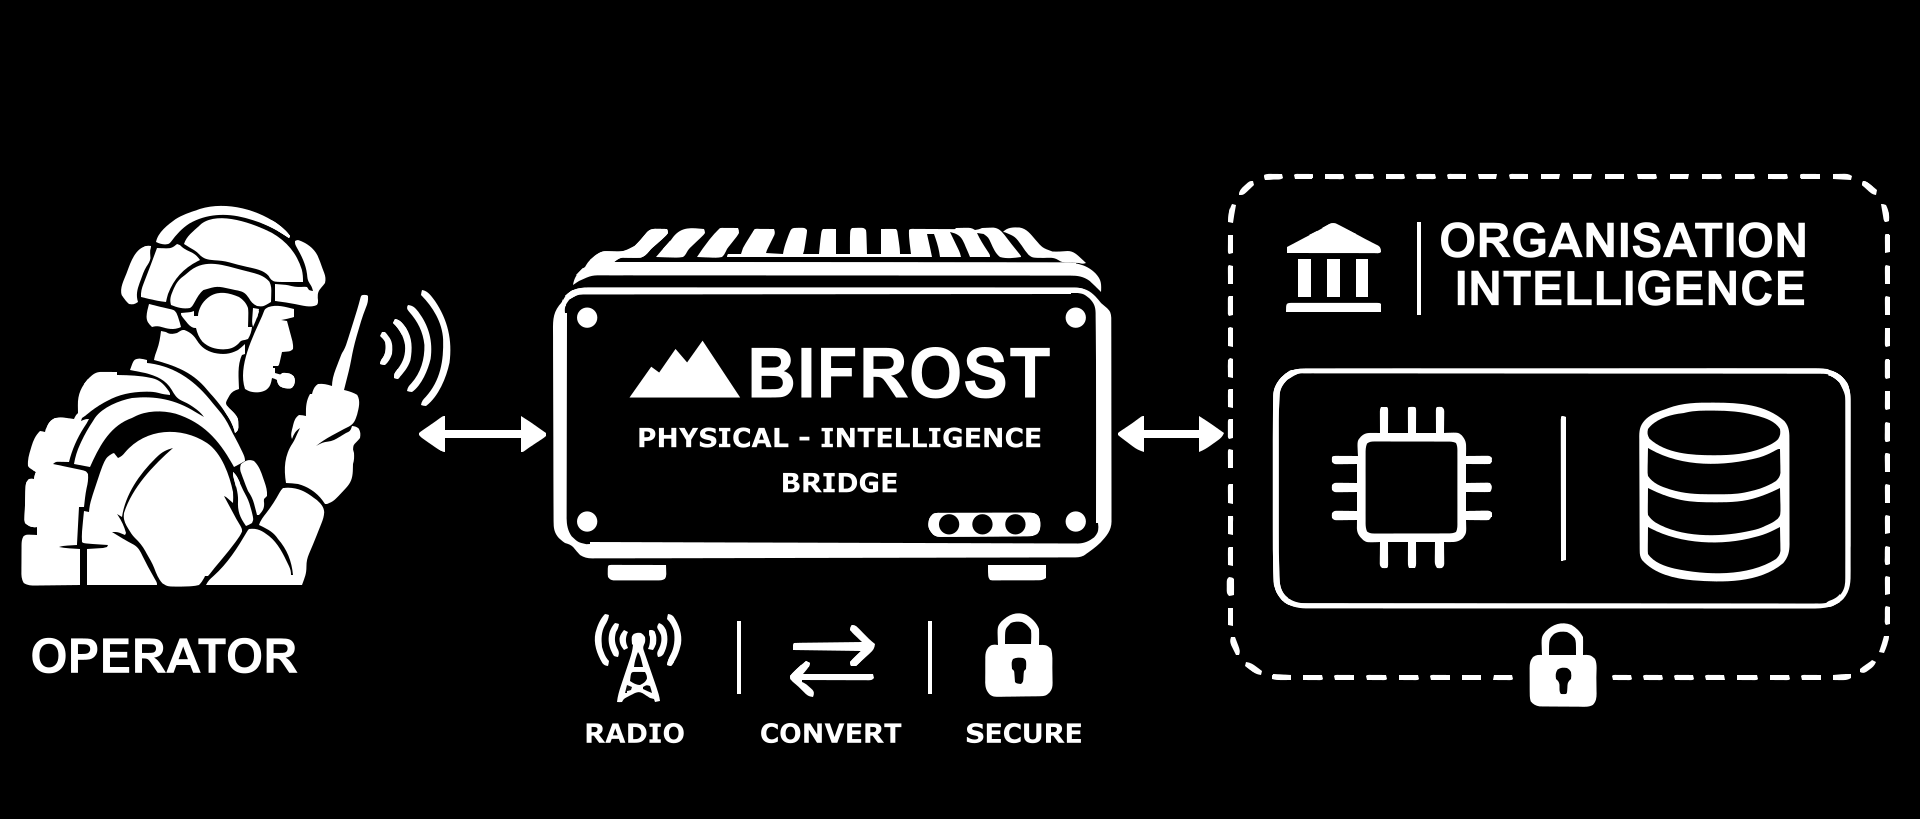 OPERATOR
BIFROST
PHYSICAL - INTELLIGENCE
BRIDGE
RADIO
CONVERT
SECURE
ORGANISATION
INTELLIGENCE